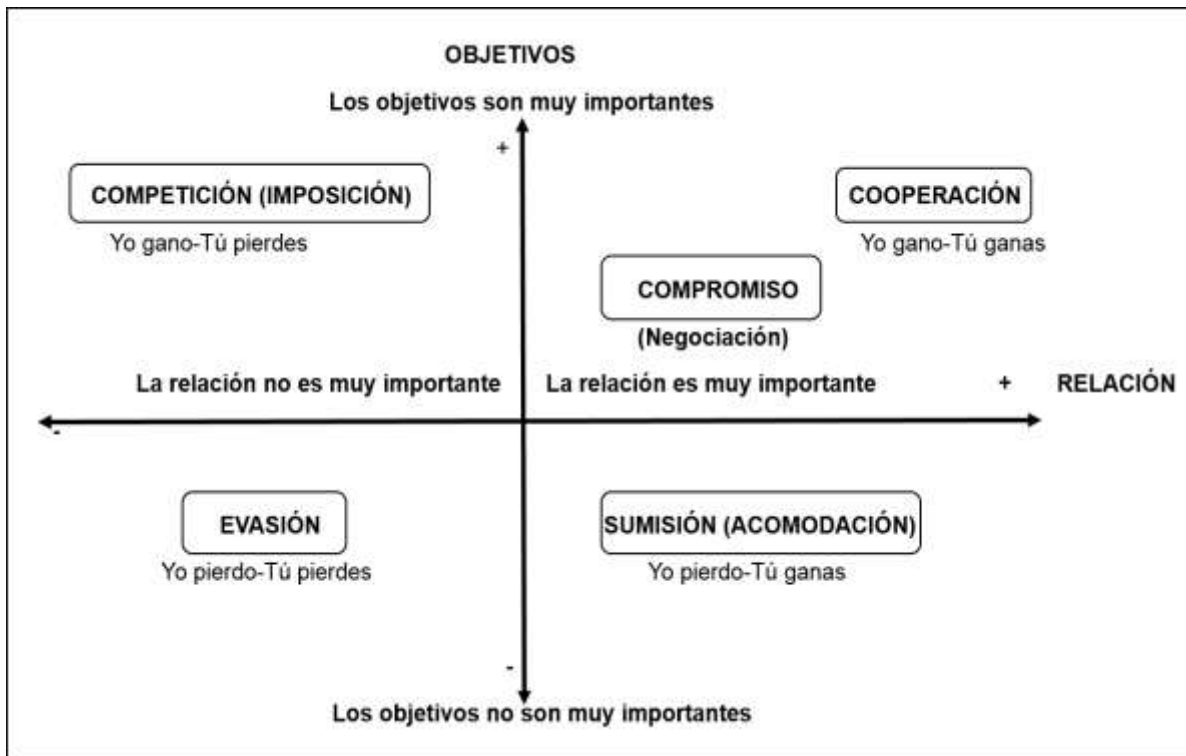 OBJETIVOS
Los objetivos son muy importantes
+
COMPETICIÓN (IMPOSICIÓN)
Yo gano-Tú pierdes
COOPERACIÓN
Yo gano-Tú ganas
COMPROMISO
(Negociación)
La relación no es muy importante
La relación es muy importante
+
RELACIÓN
-
EVASIÓN
Yo pierdo-Tú pierdes
SUMISIÓN (ACOMODACIÓN)
Yo pierdo-Tú ganas
-
Los objetivos no son muy importantes